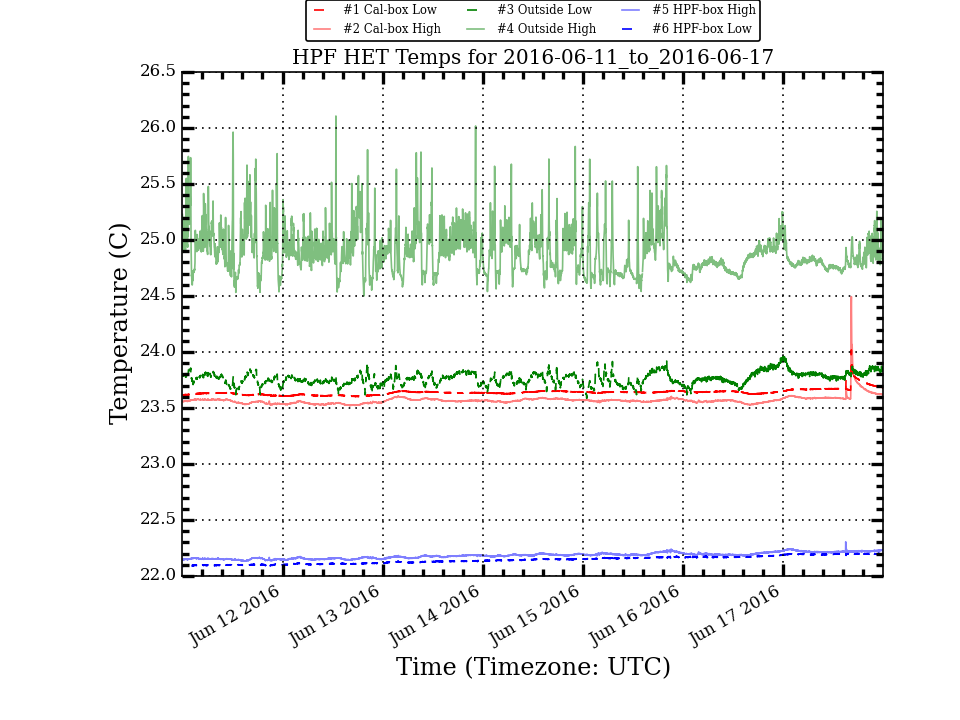 #1 Cal-box Low #3 Outside Low #5 HPF-box High
#2 Cal-box High #4 Outside High #6 HPF-box Low
HPF HET Temps for 2016-06-11_to_2016-06-17
26.5
26.0
25.5
25.0
24.5
24.0
23.5
23.0
22.5
22.0
Temperature (C)
Jun 12 2016
Jun 13 2016
Jun 14 2016
Jun 15 2016
Jun 16 2016
Jun 17 2016
Time (Timezone: UTC)